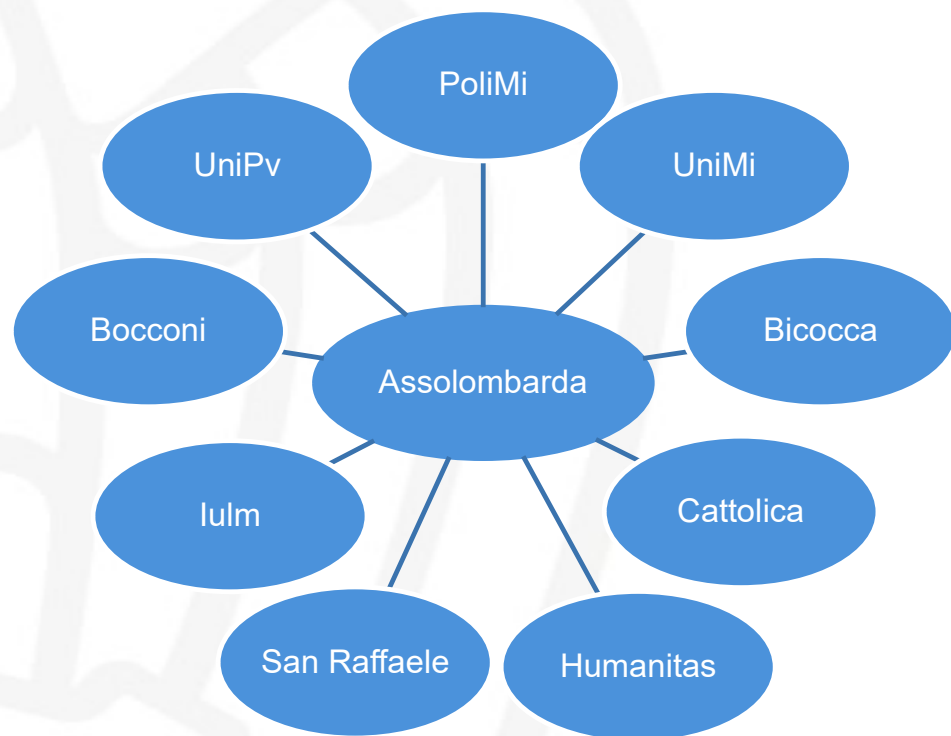 PoliMi
UniPv
UniMi
Bocconi
Bicocca
Assolombarda
Iulm
Cattolica
San Raffaele
Humanitas